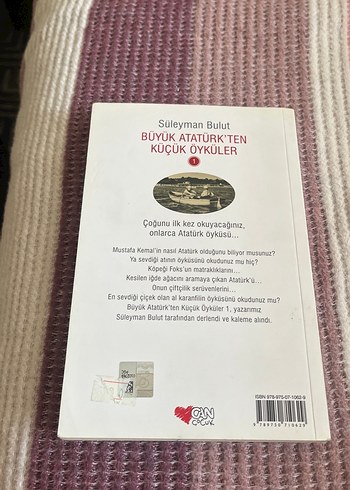 Süleyman Bulut
BÜYÜK ATATÜRK'TEN
KÜÇÜK ÖYKÜLER
1
Çoğunu ilk kez okuyacağınız,
onlarca Atatürk öyküsü...
Mustafa Kemal'in nasıl Atatürk olduğunu biliyor musunuz?
Ya sevdiği atının öyküsünü okudunuz mu hiç?
Köpeği Foks'un matraklıklarını...
Kesilen iğde ağacını aramaya çıkan Atatürk'ü...
Onun çiftçilik serüvenlerini...
En sevdiği çiçek olan al karanfilin öyküsünü okudunuz mu?
Büyük Atatürk'ten Küçük Öyküler 1, yazarımız
Süleyman Bulut tarafından derlendi ve kaleme alındı.
CAN
ÇOCUK
ISBN 978-975-07-1062-9